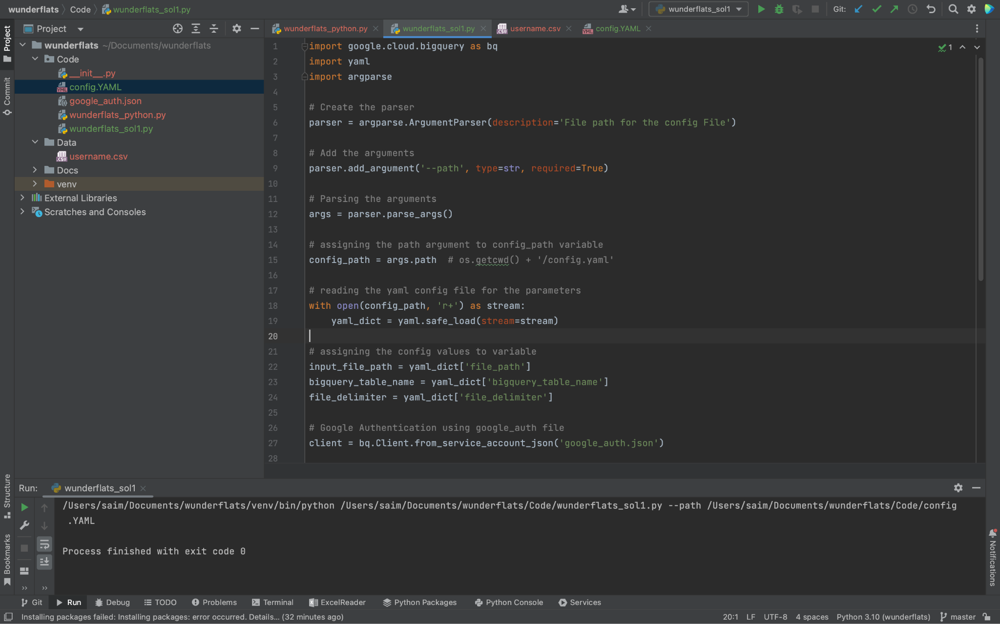 wunderflats Code wunderflats_sol1.py
wunderflats_sol1 Git:
Project
wunderflats_python.py wunderflats_sol1.py username.csv config.YAML
Project
Commit
Structure
Bookmarks
wunderflats ~/Documents/wunderflats
Code
__init__.py
config.YAML
google_auth.json
wunderflats_python.py
wunderflats_sol1.py
Data
username.csv
Docs
venv
External Libraries
Scratches and Consoles
1
1 import google.cloud.bigquery as bq
2 import yaml
3 import argparse
4
5 # Create the parser
6 parser = argparse.ArgumentParser(description='File path for the config File')
7
8 # Add the arguments
9 parser.add_argument('--path', type=str, required=True)
10
11 # Parsing the arguments
12 args = parser.parse_args()
13
14 # assigning the path argument to config_path variable
15 config_path = args.path  # os.getcwd() + '/config.yaml'
16
17 # reading the yaml config file for the parameters
18 with open(config_path, 'r+') as stream:
19     yaml_dict = yaml.safe_load(stream=stream)
20
21 # assigning the config values to variable
22 input_file_path = yaml_dict['file_path']
23 bigquery_table_name = yaml_dict['bigquery_table_name']
24 file_delimiter = yaml_dict['file_delimiter']
25
26 # Google Authentication using google_auth file
27 client = bq.Client.from_service_account_json('google_auth.json')
28
Run: wunderflats_sol1
/Users/saim/Documents/wunderflats/venv/bin/python /Users/saim/Documents/wunderflats/Code/wunderflats_sol1.py --path /Users/saim/Documents/wunderflats/Code/config
.YAML
Process finished with exit code 0
Notifications
Git Run Debug TODO Problems Terminal ExcelReader Python Packages Python Console Services
Installing packages failed: Installing packages: error occurred. Details... (32 minutes ago) 20:1 LF UTF-8 4 spaces Python 3.10 (wunderflats) master